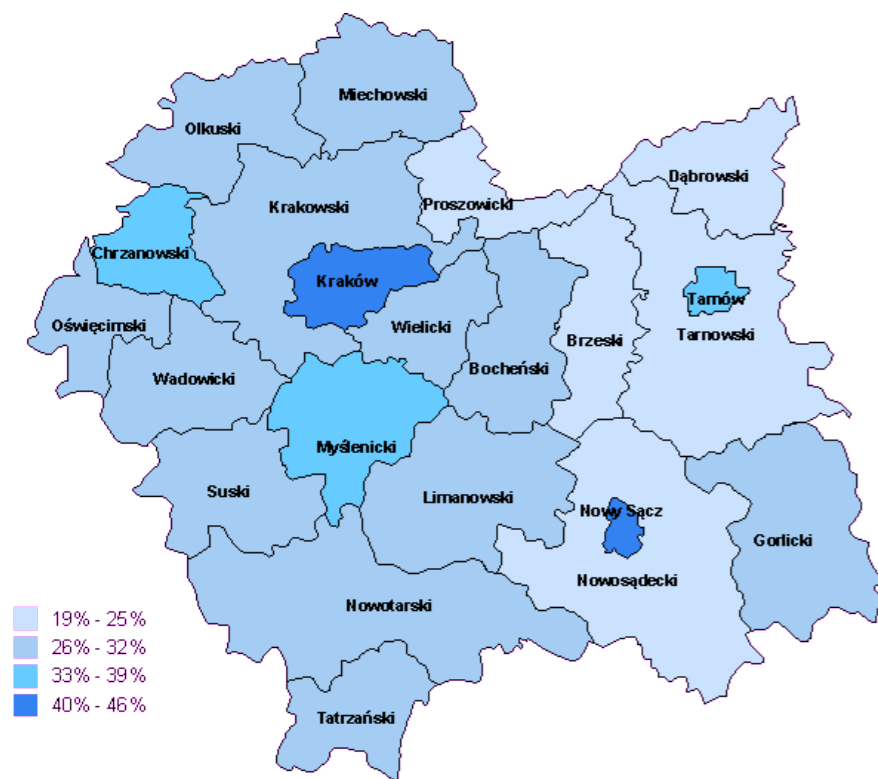 Miechowski
Olkuski
Dąbrowski
Krakowski
Proszowicki
Chrzanowski
Kraków
Tarnów
Oświęcimski
Wielicki
Brzeski
Tarnowski
Wadowicki
Bocheński
Myślenicki
Suski
Limanowski
Nowy Sącz
Gorlicki
Nowosądecki
Nowotarski
Tatrzański
19% - 25%
26% - 32%
33% - 39%
40% - 46%